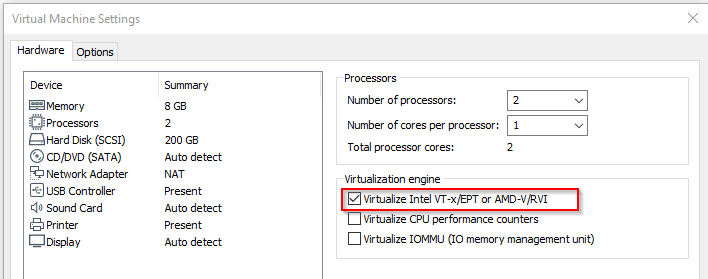 Virtual Machine Settings
Hardware Options
Device Summary
Memory 8 GB
Processors 2
Hard Disk (SCSI) 200 GB
CD/DVD (SATA) Auto detect
Network Adapter NAT
USB Controller Present
Sound Card Auto detect
Printer Present
Display Auto detect
Processors
Number of processors: 2
Number of cores per processor: 1
Total processor cores: 2
Virtualization engine
Virtualize Intel VT-x/EPT or AMD-V/RVI
Virtualize CPU performance counters
Virtualize IOMMU (IO memory management unit)